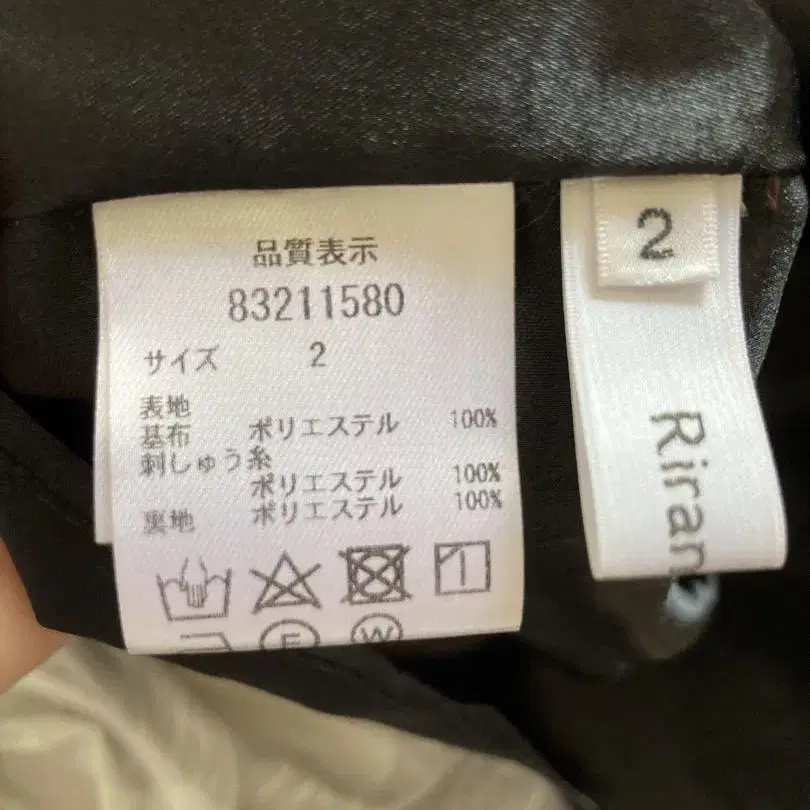 品質表示
83211580
サイズ 2
表地
基布 ポリエステル 100%
刺しゅう糸
ポリエステル 100%
裏地 ポリエステル 100%
F W
2